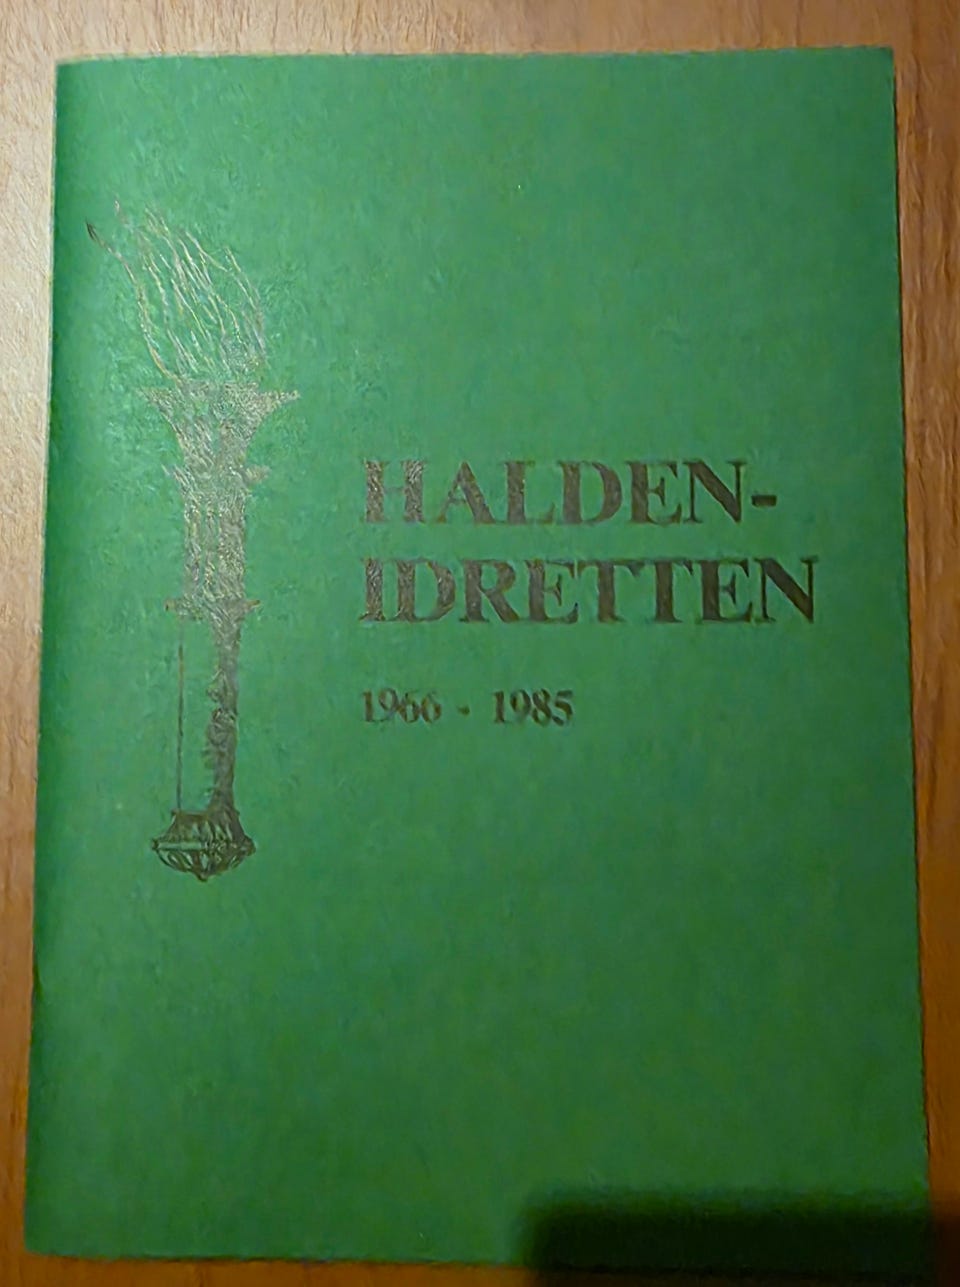 HALDEN-
IDRETTEN
1966 - 1985